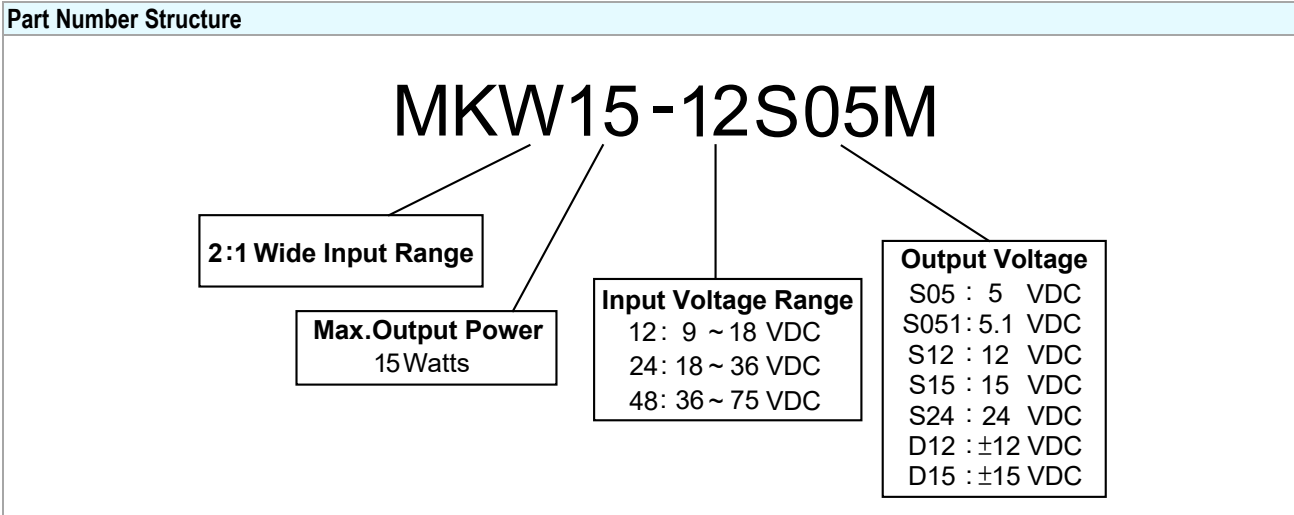 Part Number Structure
MKW15-12S05M
2:1 Wide Input Range
Max.Output Power
15Watts
Input Voltage Range
12: 9 ~ 18 VDC
24: 18 ~ 36 VDC
48: 36 ~ 75 VDC
Output Voltage
S05 : 5 VDC
S051: 5.1 VDC
S12 : 12 VDC
S15 : 15 VDC
S24 : 24 VDC
D12 : ±12 VDC
D15 : ±15 VDC